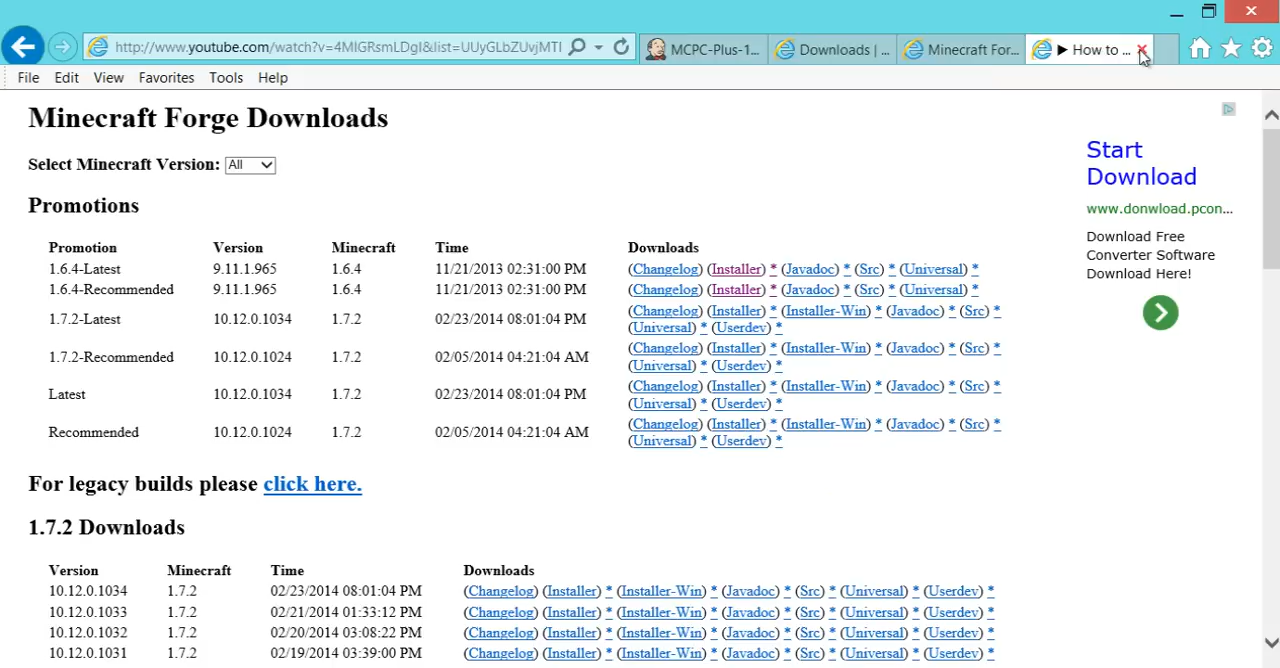 http://www.youtube.com/watch?v=4MlGRsmLDgI&list=UUyGLbZUvjMTI
MCPC-Plus-1... Downloads | ... Minecraft For... ▶ How to ...
File Edit View Favorites Tools Help
Minecraft Forge Downloads
Select Minecraft Version: All
Promotions
Promotion Version Minecraft Time Downloads
1.6.4-Latest 9.11.1.965 1.6.4 11/21/2013 02:31:00 PM (Changelog) (Installer) * (Javadoc) * (Src) * (Universal) *
1.6.4-Recommended 9.11.1.965 1.6.4 11/21/2013 02:31:00 PM (Changelog) (Installer) * (Javadoc) * (Src) * (Universal) *
1.7.2-Latest 10.12.0.1034 1.7.2 02/23/2014 08:01:04 PM (Changelog) (Installer) * (Installer-Win) * (Javadoc) * (Src) *
(Universal) * (Userdev) *
1.7.2-Recommended 10.12.0.1024 1.7.2 02/05/2014 04:21:04 AM (Changelog) (Installer) * (Installer-Win) * (Javadoc) * (Src) *
(Universal) * (Userdev) *
Latest 10.12.0.1034 1.7.2 02/23/2014 08:01:04 PM (Changelog) (Installer) * (Installer-Win) * (Javadoc) * (Src) *
(Universal) * (Userdev) *
Recommended 10.12.0.1024 1.7.2 02/05/2014 04:21:04 AM (Changelog) (Installer) * (Installer-Win) * (Javadoc) * (Src) *
(Universal) * (Userdev) *
For legacy builds please click here.
1.7.2 Downloads
Version Minecraft Time Downloads
10.12.0.1034 1.7.2 02/23/2014 08:01:04 PM (Changelog) (Installer) * (Installer-Win) * (Javadoc) * (Src) * (Universal) * (Userdev) *
10.12.0.1033 1.7.2 02/21/2014 01:33:12 PM (Changelog) (Installer) * (Installer-Win) * (Javadoc) * (Src) * (Universal) * (Userdev) *
10.12.0.1032 1.7.2 02/20/2014 03:08:22 PM (Changelog) (Installer) * (Installer-Win) * (Javadoc) * (Src) * (Universal) * (Userdev) *
10.12.0.1031 1.7.2 02/19/2014 03:39:00 PM (Changelog) (Installer) * (Installer-Win) * (Javadoc) * (Src) * (Universal) * (Userdev) *
Start
Download
www.donwload.pcon...
Download Free
Converter Software
Download Here!